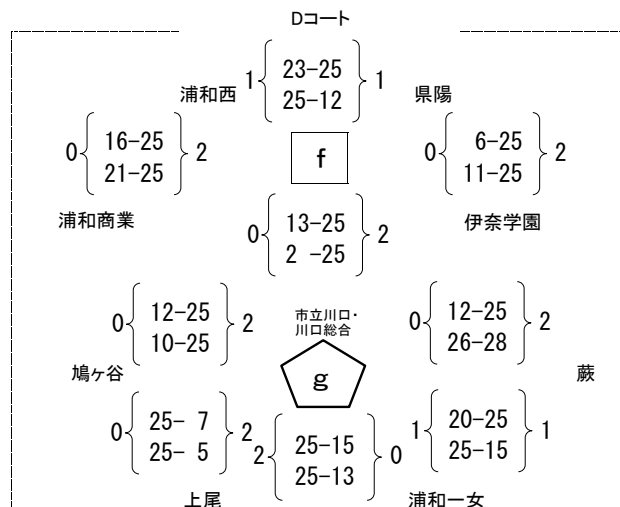 Dコート
浦和西 1 23-25 1 県陽
25-12
0 16-25 2 f 0 6-25 2
21-25 11-25
浦和商業 伊奈学園
0 13-25 2
2 -25
0 12-25 2 市立川口・ 0 12-25 2
10-25 川口総合 26-28
鳩ヶ谷 g 蕨
0 25- 7 2 2 25-15 0 1 20-25 1
25- 5 25-13 25-15
上尾 浦和一女